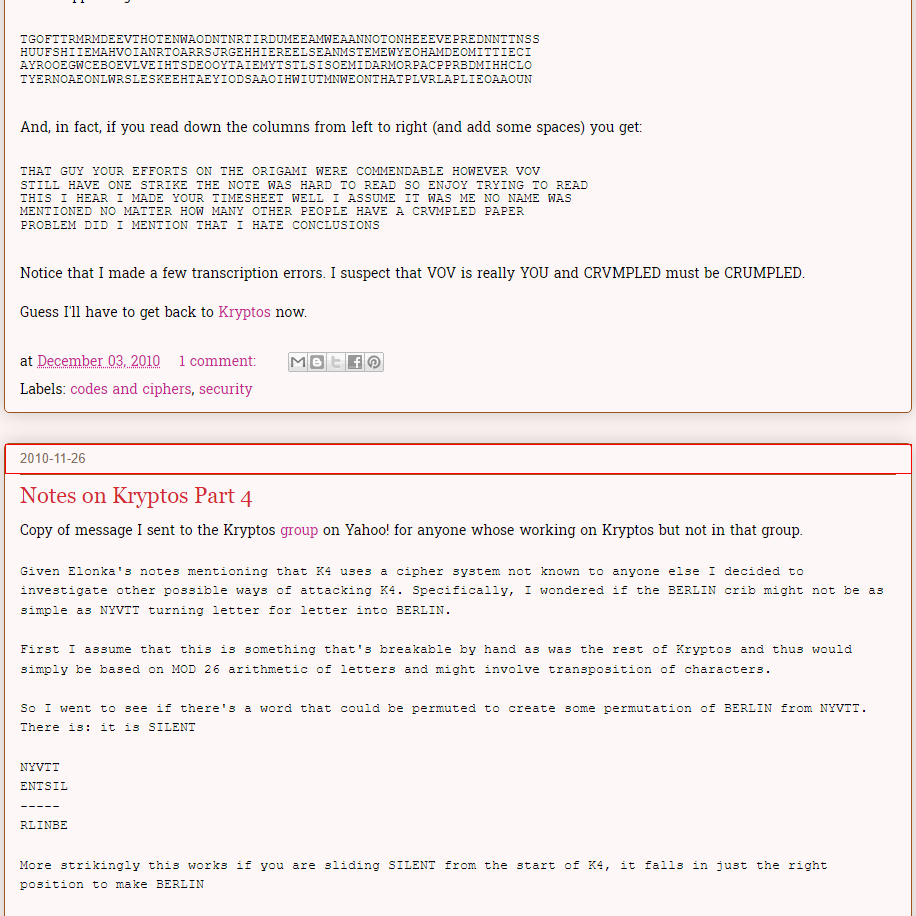 TGOFTTRMRMDEEVTHOTENWAODNTNRTIRDUMEEAMWEAANNOTONHEEEVEPREDNNTTNSS
HUUFSHIIEMAHVOIANRTOARRSJRGEHHIEREELSEANMSTEMEWYEOHAMDEOMITTIECI
AYROOEGWCEBOEVLVEIHTSDEOOYTAIEMYTSTLSISOEMIDARMORPACPPRBDMIHHCLO
TYERNOAEONLWRSLESKEEHTAEYIODSAAOIHWIUTMNWEONTHATPLVRLAPLIEOAAOUN
And, in fact, if you read down the columns from left to right (and add some spaces) you get:
THAT GUY YOUR EFFORTS ON THE ORIGAMI WERE COMMENDABLE HOWEVER VOV
STILL HAVE ONE STRIKE THE NOTE WAS HARD TO READ SO ENJOY TRYING TO READ
THIS I HEAR I MADE YOUR TIMESHEET WELL I ASSUME IT WAS ME NO NAME WAS
MENTIONED NO MATTER HOW MANY OTHER PEOPLE HAVE A CRVMPLED PAPER
PROBLEM DID I MENTION THAT I HATE CONCLUSIONS
Notice that I made a few transcription errors. I suspect that VOV is really YOU and CRVMPLED must be CRUMPLED.
Guess I'll have to get back to Kryptos now.
at December 03, 2010 1 comment:
Labels: codes and ciphers, security
2010-11-26
Notes on Kryptos Part 4
Copy of message I sent to the Kryptos group on Yahoo! for anyone whose working on Kryptos but not in that group.
Given Elonka's notes mentioning that K4 uses a cipher system not known to anyone else I decided to
investigate other possible ways of attacking K4. Specifically, I wondered if the BERLIN crib might not be as
simple as NYVTT turning letter for letter into BERLIN.
First I assume that this is something that's breakable by hand as was the rest of Kryptos and thus would
simply be based on MOD 26 arithmetic of letters and might involve transposition of characters.
So I went to see if there's a word that could be permuted to create some permutation of BERLIN from NYVTT.
There is: it is SILENT
NYVTT
ENTSIL
-----
RLINBE
More strikingly this works if you are sliding SILENT from the start of K4, it falls in just the right
position to make BERLIN